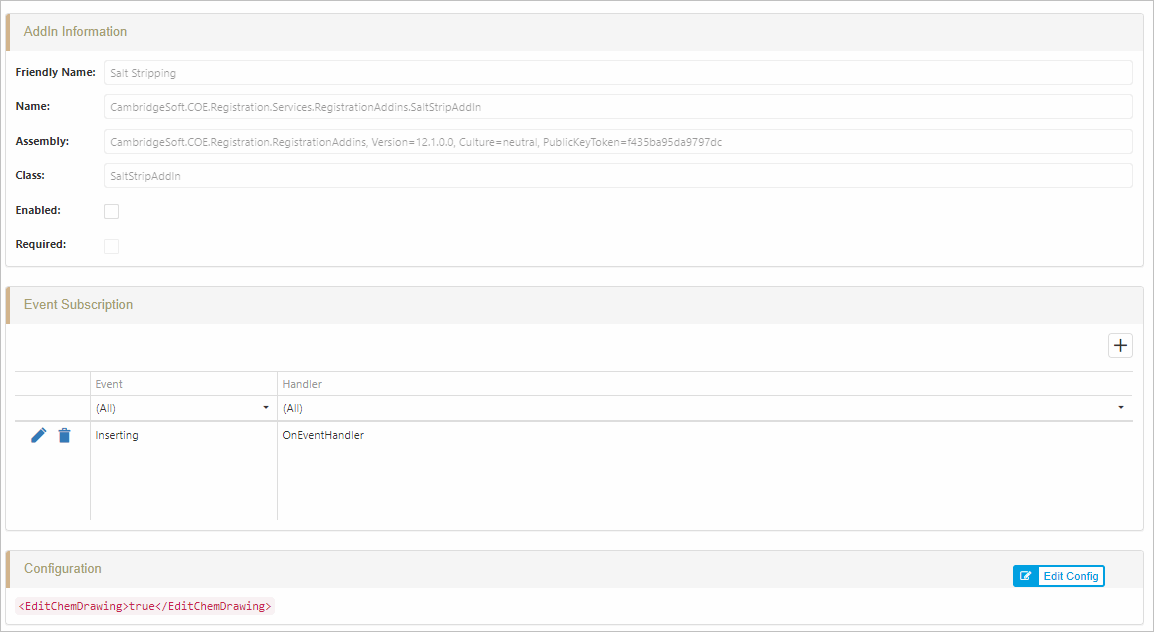 AddIn Information
Friendly Name: Salt Stripping
Name: CambridgeSoft.COE.Registration.Services.RegistrationAddins.SaltStripAddIn
Assembly: CambridgeSoft.COE.Registration.RegistrationAddins, Version=12.1.0.0, Culture=neutral, PublicKeyToken=f435ba95da9797dc
Class: SaltStripAddIn
Enabled:
Required:
Event Subscription
Event Handler
(All) (All)
Inserting OnEventHandler
Configuration
Edit Config
<EditChemDrawing>true</EditChemDrawing>